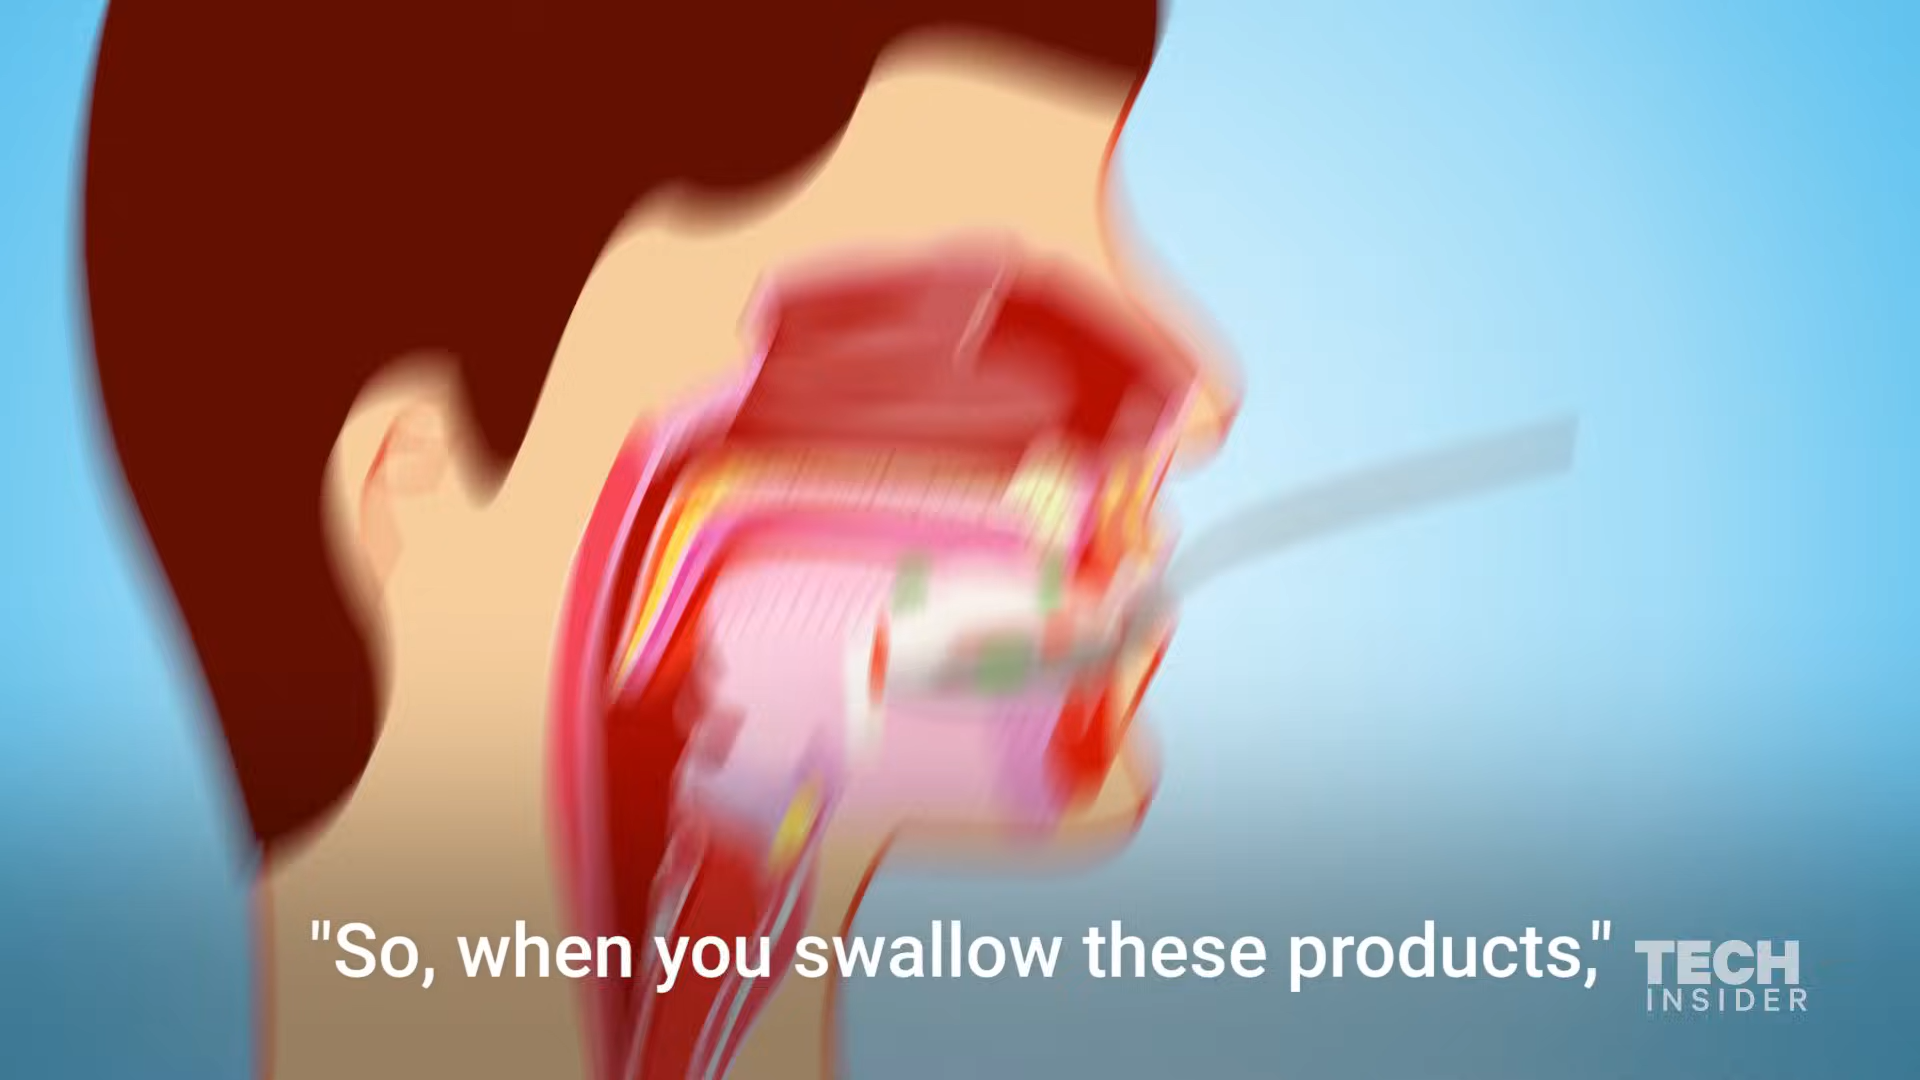 "So, when you swallow these products,"
TECH
INSIDER